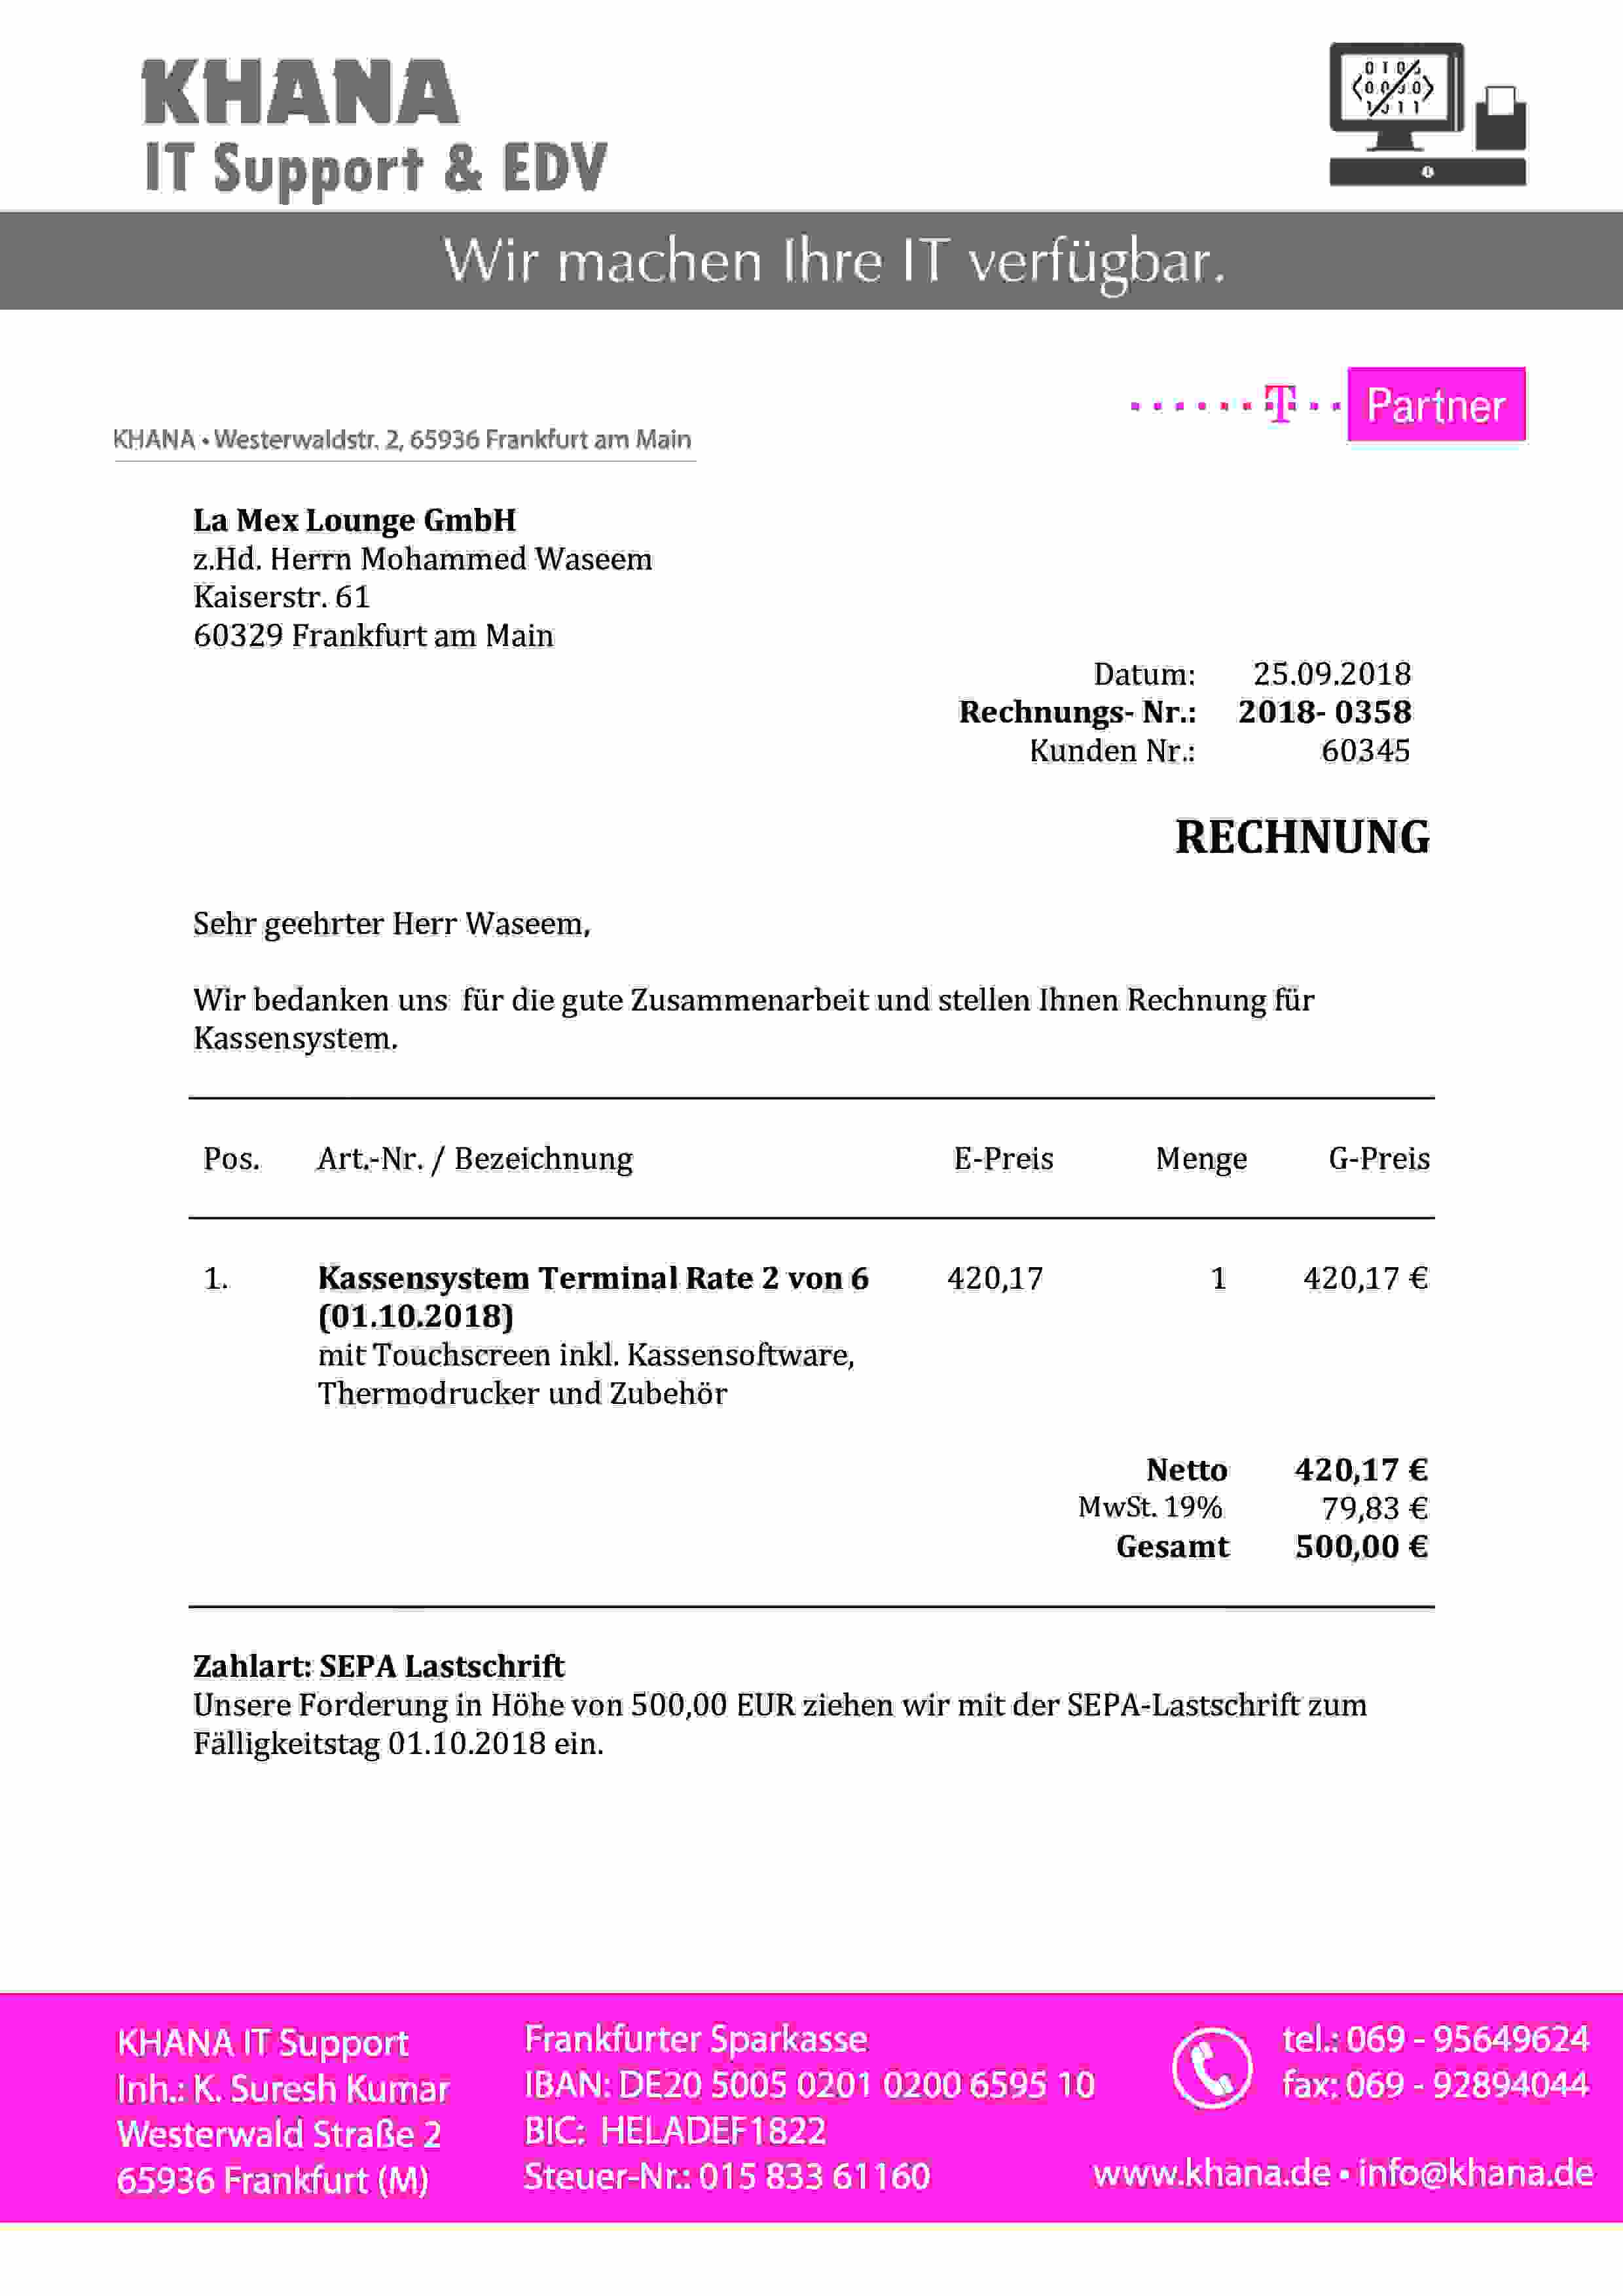 KHANA
IT Support & EDV
Wir machen Ihre IT verfügbar.
T Partner
KHANA • Westerwaldstr. 2, 65936 Frankfurt am Main
La Mex Lounge GmbH
z.Hd. Herrn Mohammed Waseem
Kaiserstr. 61
60329 Frankfurt am Main
Datum: 25.09.2018
Rechnungs- Nr.: 2018- 0358
Kunden Nr.: 60345
RECHNUNG
Sehr geehrter Herr Waseem,
Wir bedanken uns für die gute Zusammenarbeit und stellen Ihnen Rechnung für
Kassensystem.
Pos. Art.-Nr. / Bezeichnung E-Preis Menge G-Preis
1. Kassensystem Terminal Rate 2 von 6 420,17 1 420,17 €
(01.10.2018)
mit Touchscreen inkl. Kassensoftware,
Thermodrucker und Zubehör
Netto 420,17 €
MwSt. 19% 79,83 €
Gesamt 500,00 €
Zahlart: SEPA Lastschrift
Unsere Forderung in Höhe von 500,00 EUR ziehen wir mit der SEPA-Lastschrift zum
Fälligkeitstag 01.10.2018 ein.
KHANA IT Support
Inh.: K. Suresh Kumar
Westerwald Straße 2
65936 Frankfurt (M)
Frankfurter Sparkasse
IBAN: DE20 5005 0201 0200 6595 10
BIC: HELADEF1822
Steuer-Nr.: 015 833 61160
tel.: 069 - 95649624
fax: 069 - 92894044
www.khana.de • info@khana.de